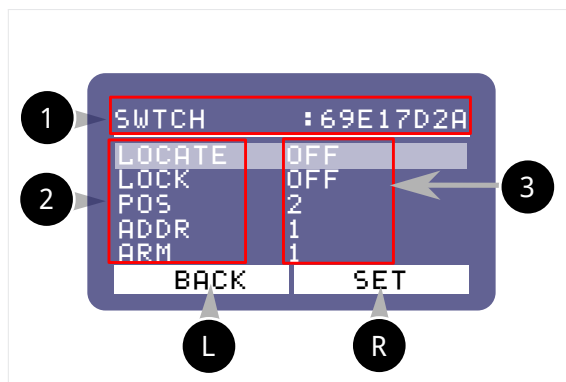 1
SWTCH :69E17D2A
LOCATE OFF
LOCK OFF
2
3
POS 2
ADDR 1
ARM 1
BACK SET
L R